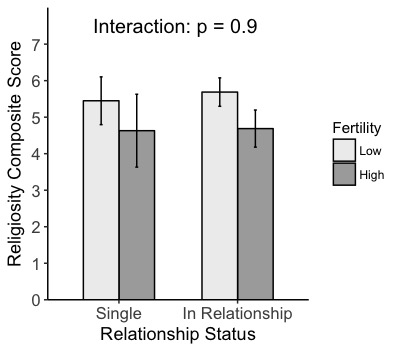 Interaction: p = 0.9
Religiosity Composite Score
7
6
5
4
3
2
1
0
Single
In Relationship
Relationship Status
Fertility
Low
High